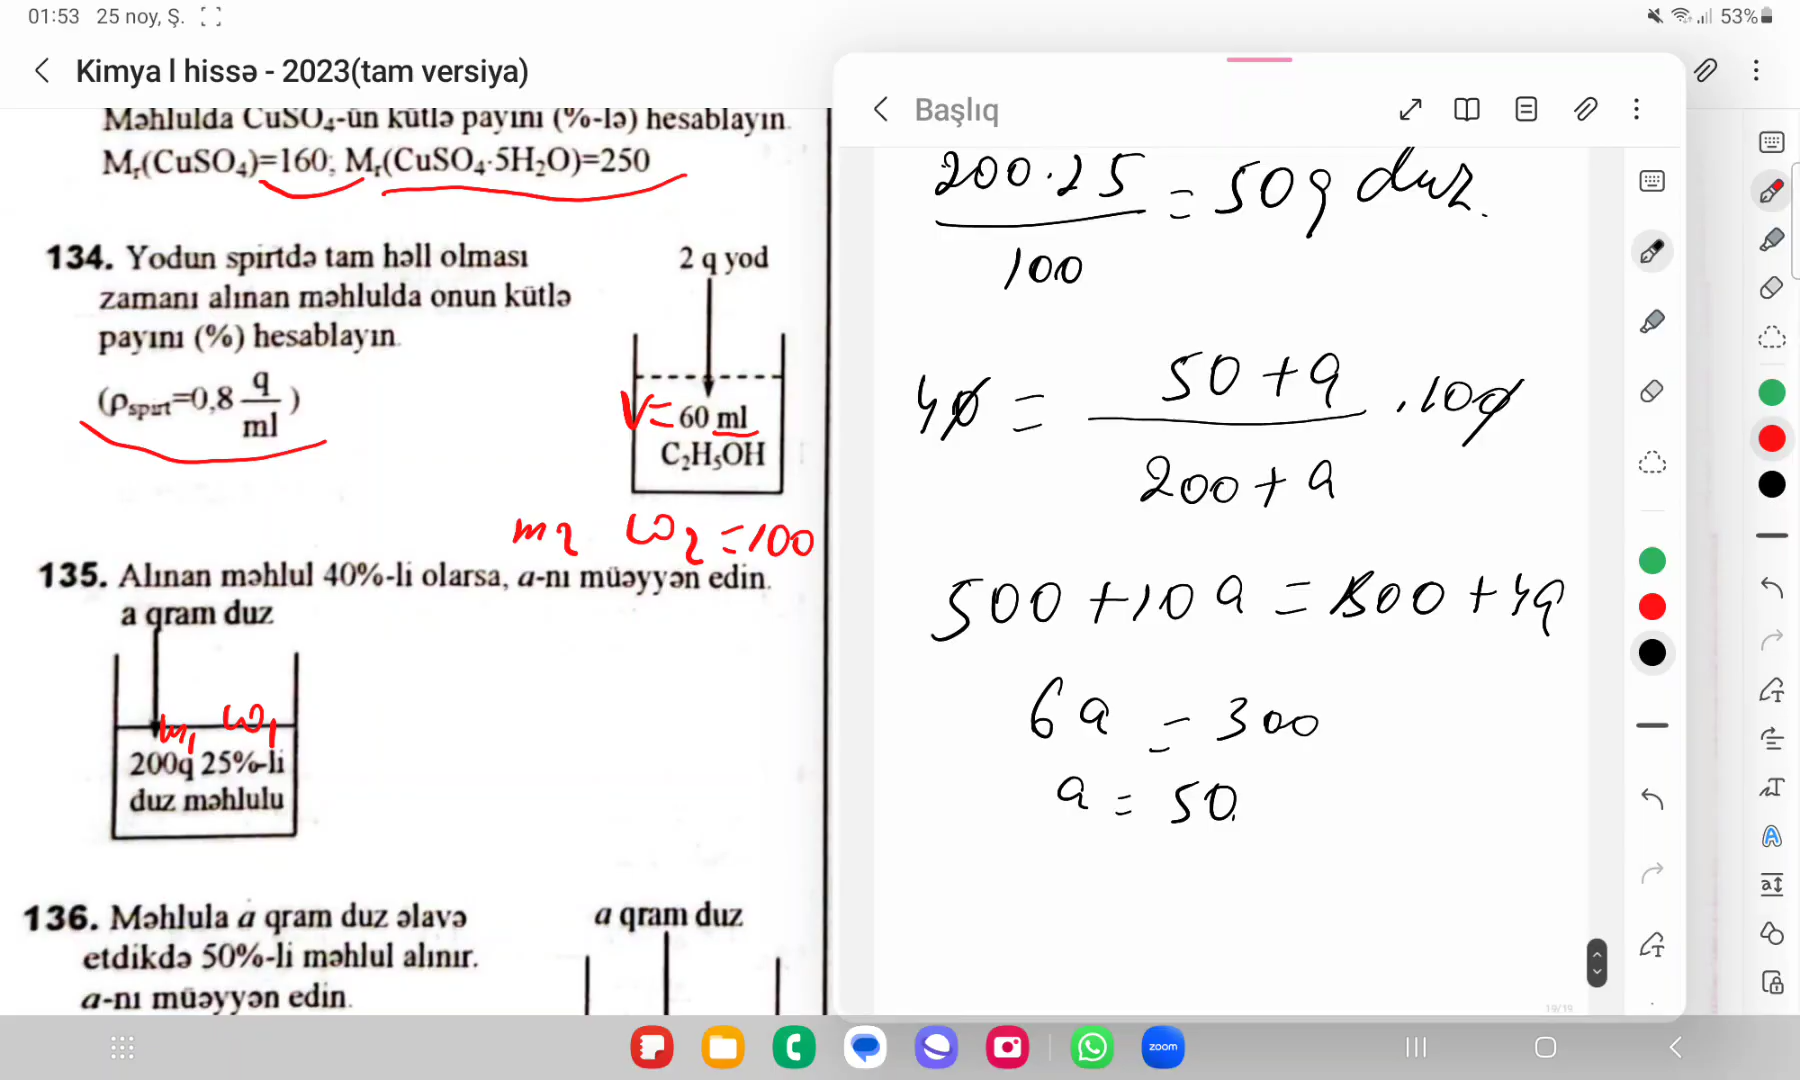 01:53 25 noy, Ş.
53%
Kimya I hissə - 2023(tam versiya)
Məhlulda CuSO₄-ün kütlə payını (%-lə) hesablayın.
Mᵣ(CuSO₄)=160; Mᵣ(CuSO₄·5H₂O)=250
134. Yodun spirtdə tam həll olması
zamanı alınan məhlulda onun kütlə
payını (%) hesablayın.
(ρspirt=0,8 q/ml)
2 q yod
V= 60 ml
C₂H₅OH
m₂ ω₂ =100
135. Alınan məhlul 40%-li olarsa, a-nı müəyyən edin.
a qram duz
m₁ ω₁
200q 25%-li
duz məhlulu
136. Məhlula a qram duz əlavə
etdikdə 50%-li məhlul alınır.
a-nı müəyyən edin.
a qram duz
Başlıq
200·25/100 = 50q duz.
40 = 50+a/200+a ·100
500+10a = 800+4a
6a = 300
a = 50.
19/19
zoom